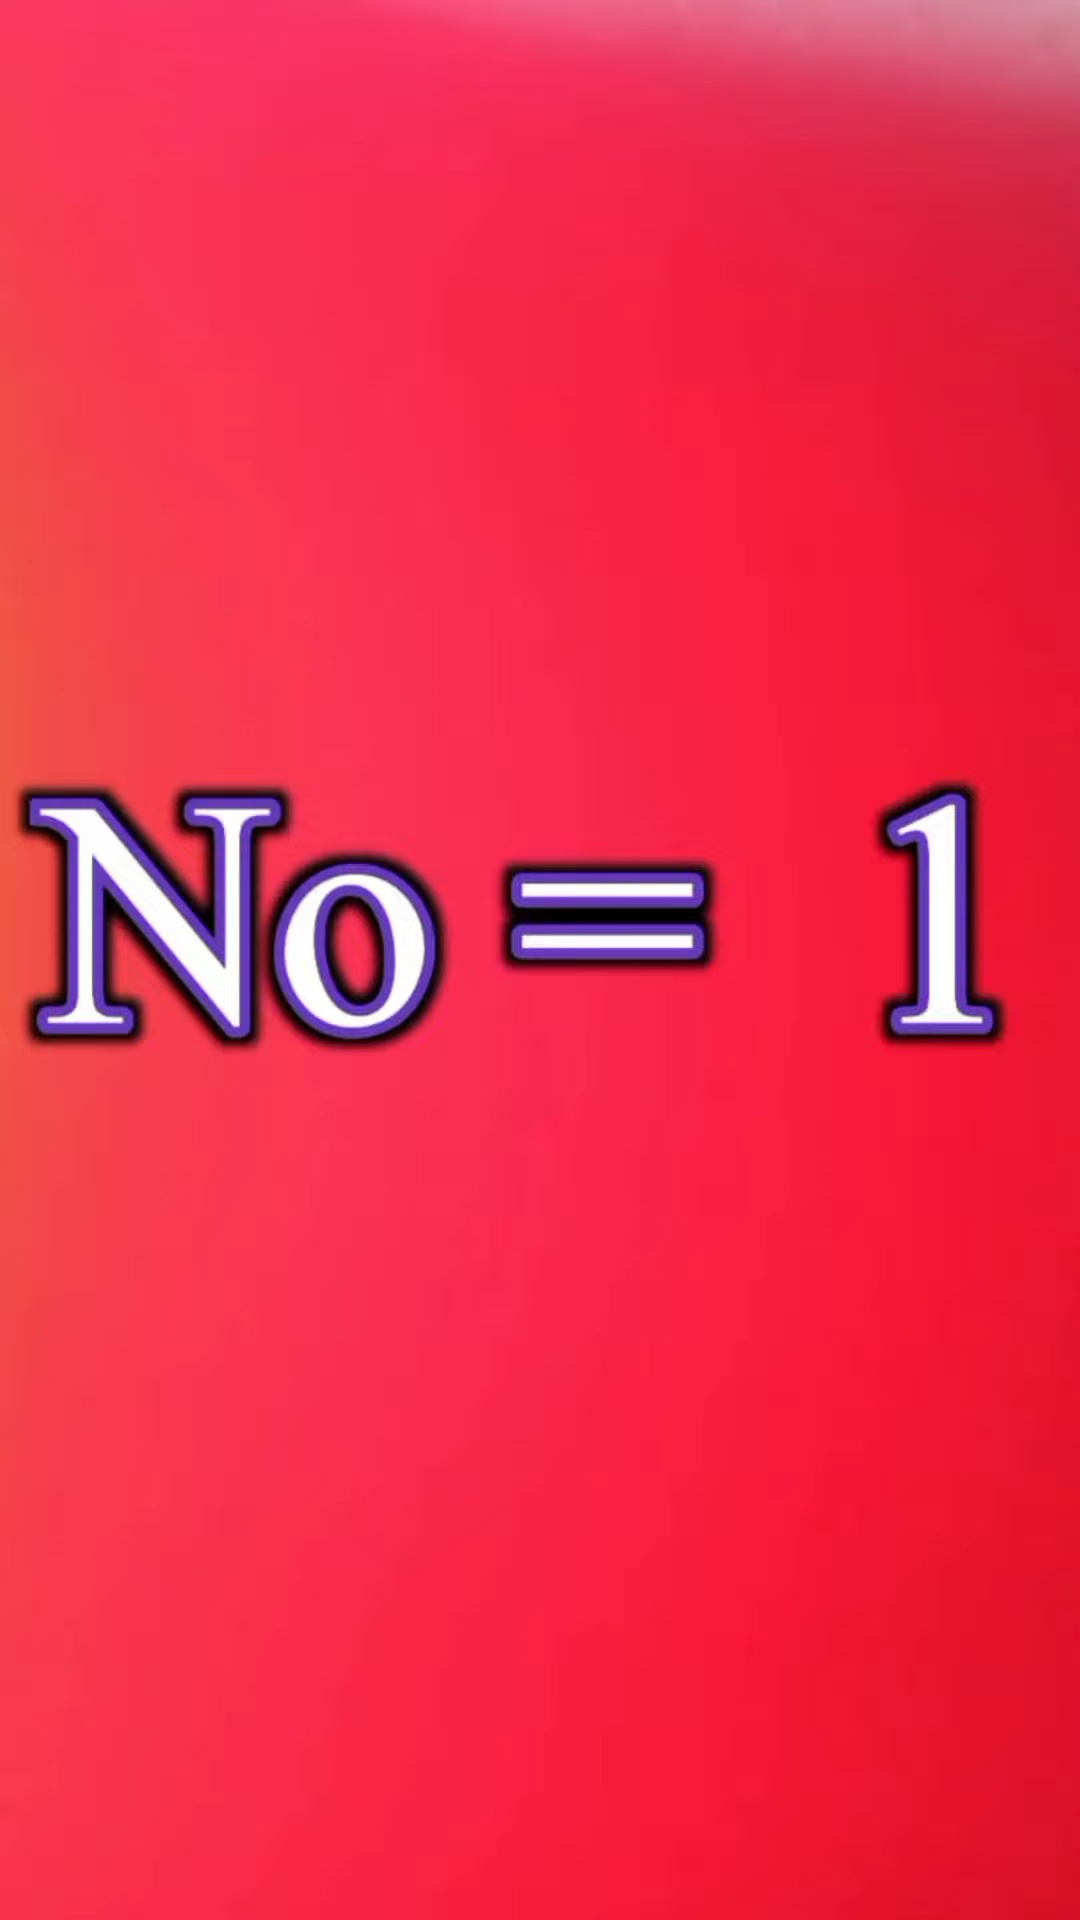 No = 1